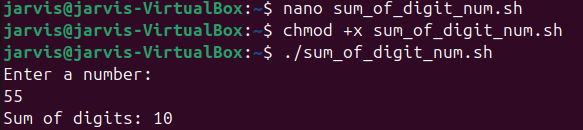 jarvis@jarvis-VirtualBox:~$ nano sum_of_digit_num.sh
jarvis@jarvis-VirtualBox:~$ chmod +x sum_of_digit_num.sh
jarvis@jarvis-VirtualBox:~$ ./sum_of_digit_num.sh
Enter a number:
55
Sum of digits: 10